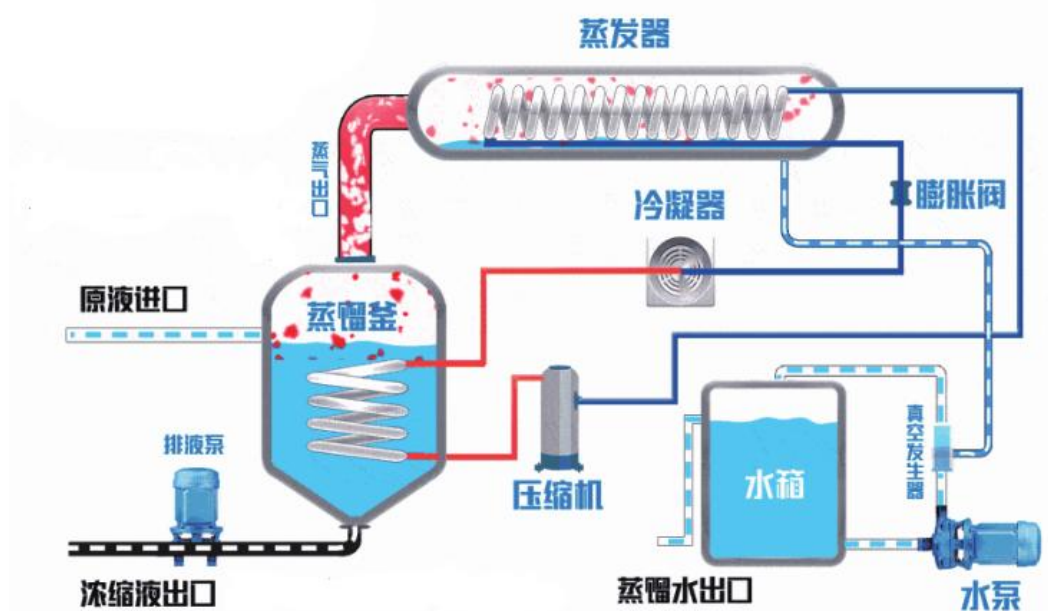 蒸发器
蒸气出口
冷凝器
膨胀阀
原液进口
蒸馏釜
排液泵
压缩机
水箱
真空发生器
浓缩液出口
蒸馏水出口
水泵